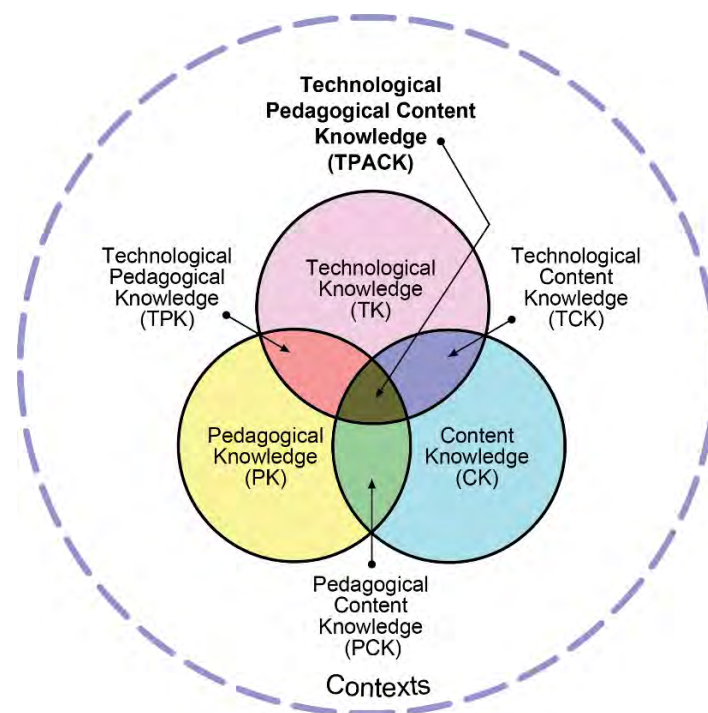 Technological
Pedagogical Content
Knowledge
(TPACK)
Technological
Pedagogical
Knowledge
(TPK)
Technological
Knowledge
(TK)
Technological
Content
Knowledge
(TCK)
Pedagogical
Knowledge
(PK)
Content
Knowledge
(CK)
Pedagogical
Content
Knowledge
(PCK)
Contexts